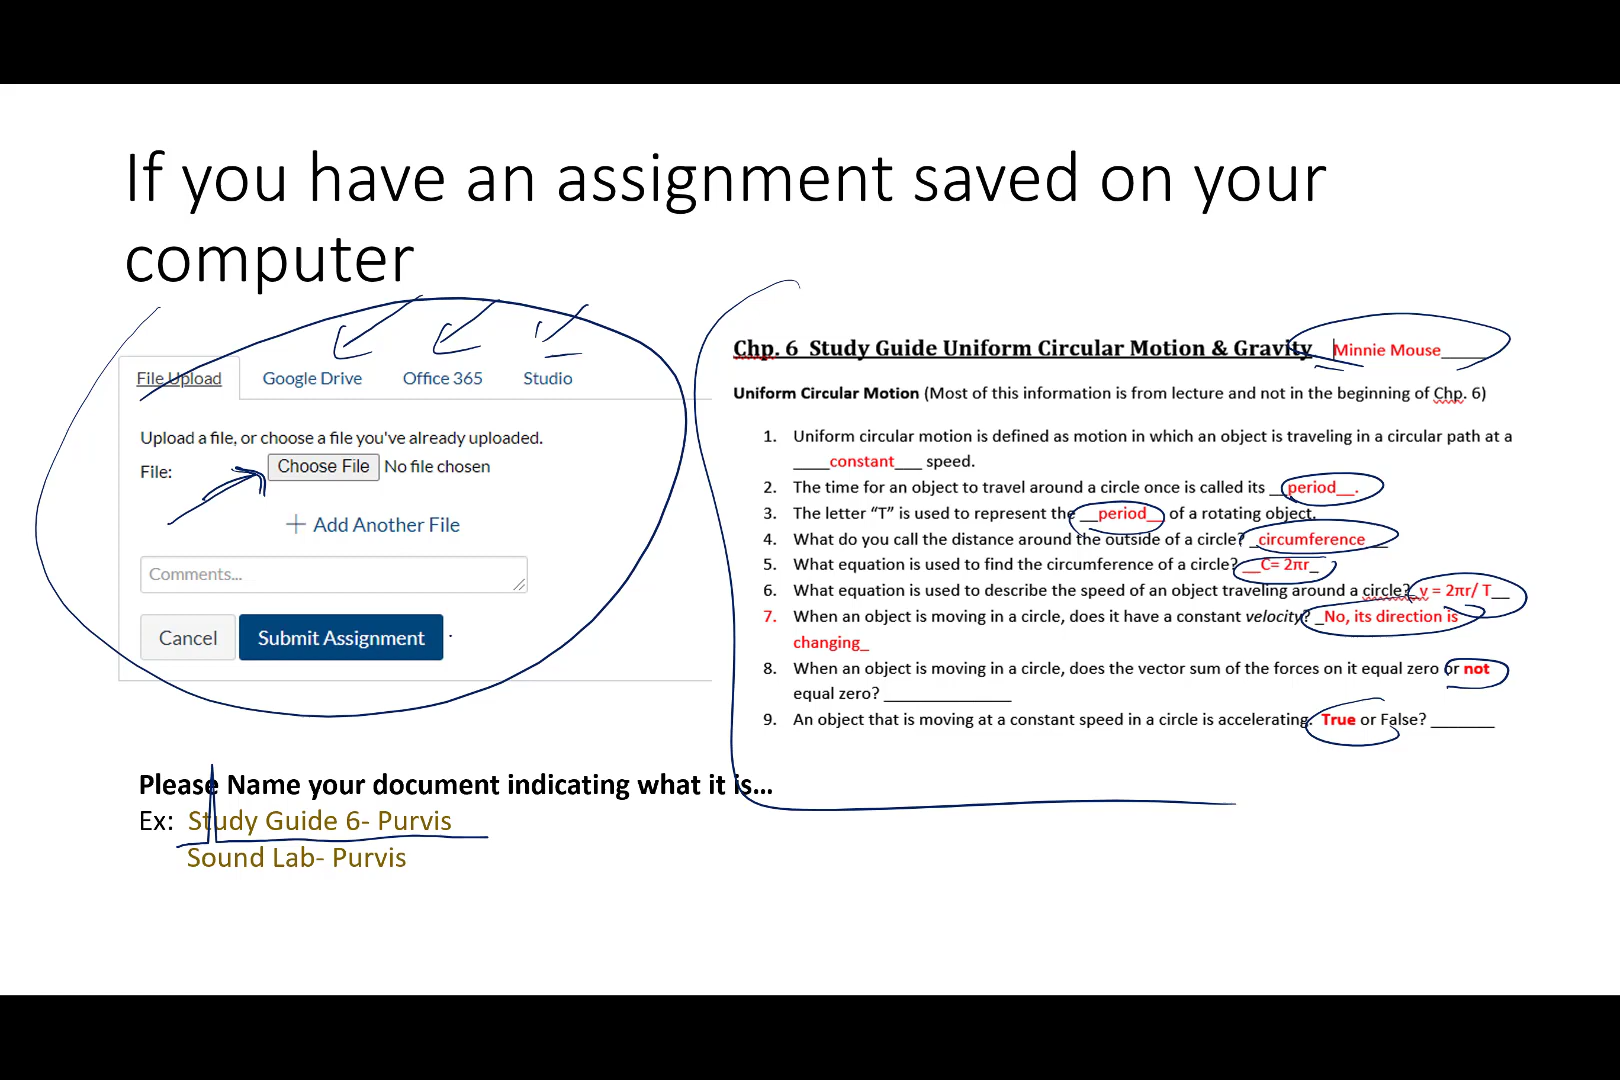 If you have an assignment saved on your
computer
File Upload Google Drive Office 365 Studio
Upload a file, or choose a file you've already uploaded.
File: Choose File No file chosen
+ Add Another File
Comments...
Cancel Submit Assignment .
Please Name your document indicating what it is...
Ex: Study Guide 6- Purvis
Sound Lab- Purvis
Chp. 6 Study Guide Uniform Circular Motion & Gravity Minnie Mouse_____
Uniform Circular Motion (Most of this information is from lecture and not in the beginning of Chp. 6)
1. Uniform circular motion is defined as motion in which an object is traveling in a circular path at a
____constant___ speed.
2. The time for an object to travel around a circle once is called its __period__.
3. The letter “T” is used to represent the __period__ of a rotating object.
4. What do you call the distance around the outside of a circle? _circumference__
5. What equation is used to find the circumference of a circle? __C= 2πr_
6. What equation is used to describe the speed of an object traveling around a circle?_v = 2πr/ T__
7. When an object is moving in a circle, does it have a constant velocity? _No, its direction is
changing_
8. When an object is moving in a circle, does the vector sum of the forces on it equal zero or not
equal zero? ______________
9. An object that is moving at a constant speed in a circle is accelerating. True or False? _______